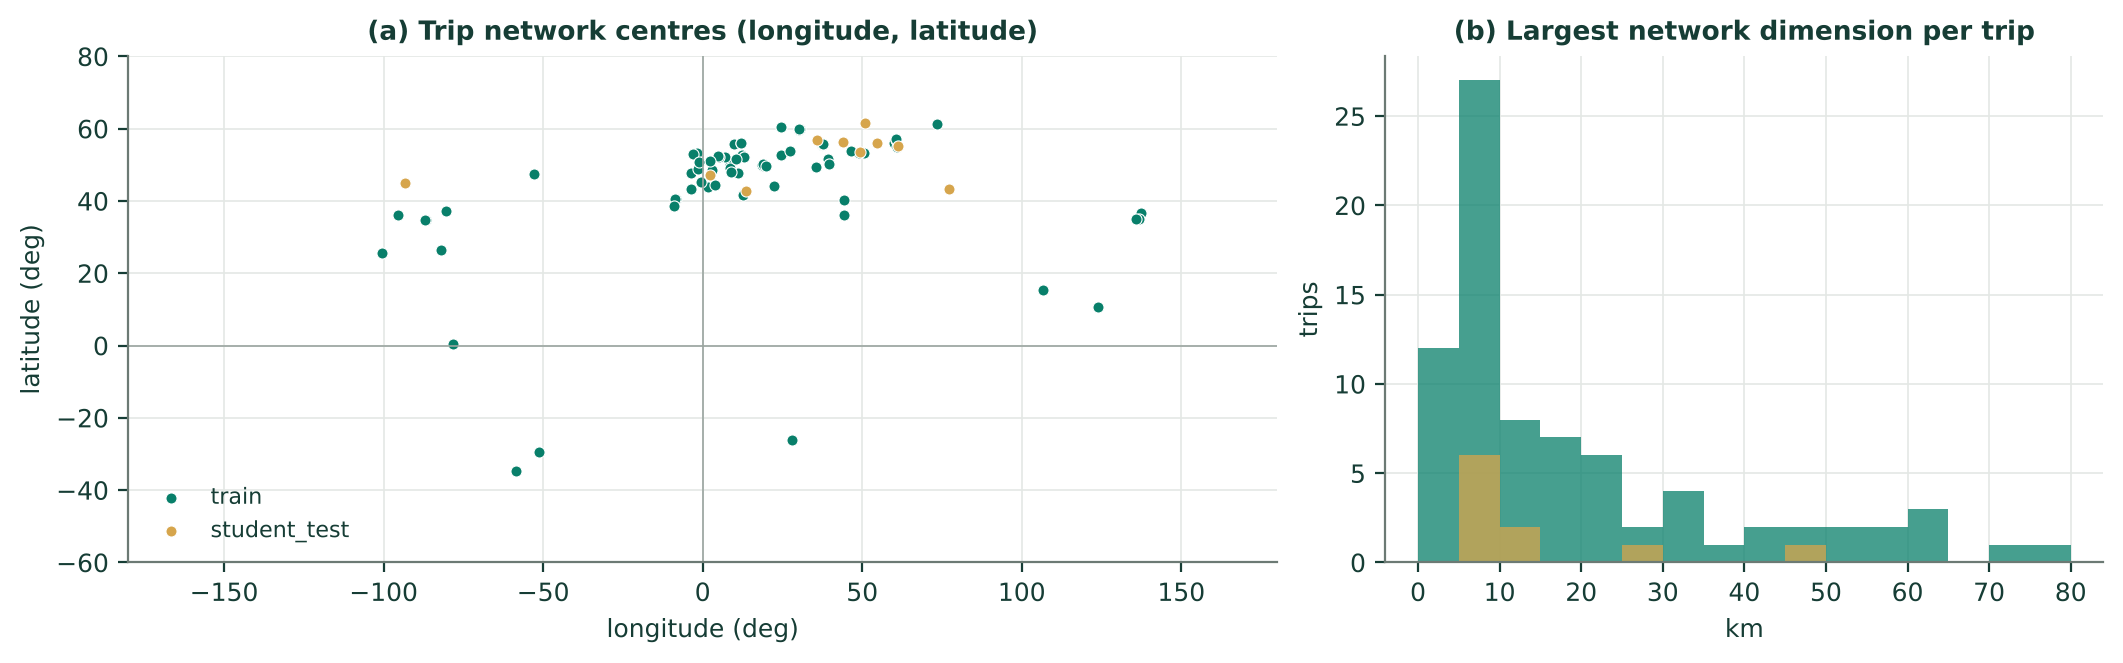 (a) Trip network centres (longitude, latitude)
80
60
40
20
0
−20
−40
−60
latitude (deg)
train
student_test
−150 −100 −50 0 50 100 150
longitude (deg)
(b) Largest network dimension per trip
25
20
15
10
5
0
trips
0 10 20 30 40 50 60 70 80
km